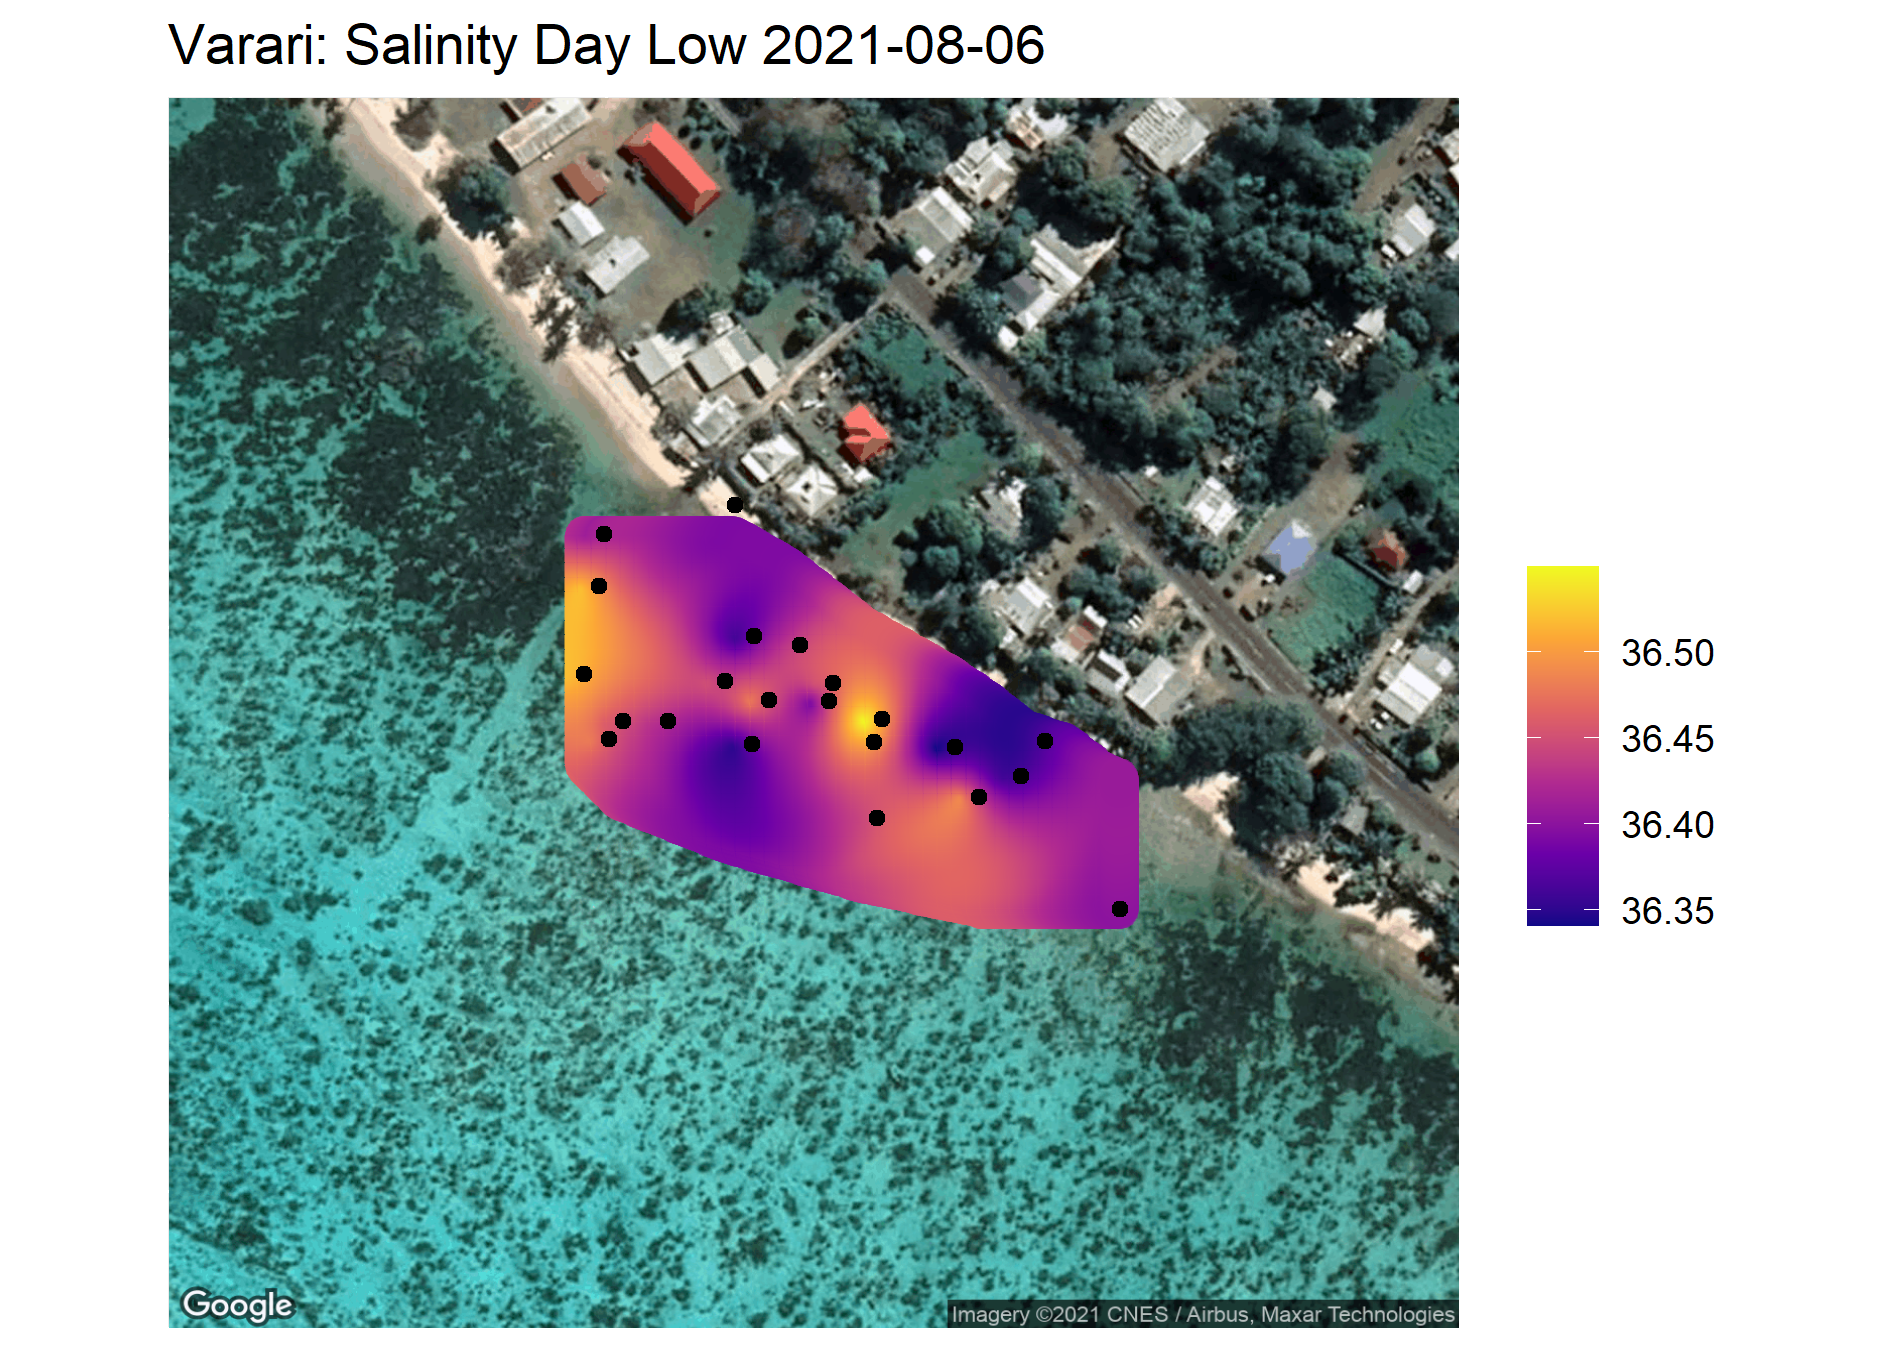 Varari: Salinity Day Low 2021-08-06
36.50
36.45
36.40
36.35
Google
Imagery ©2021 CNES / Airbus, Maxar Technologies